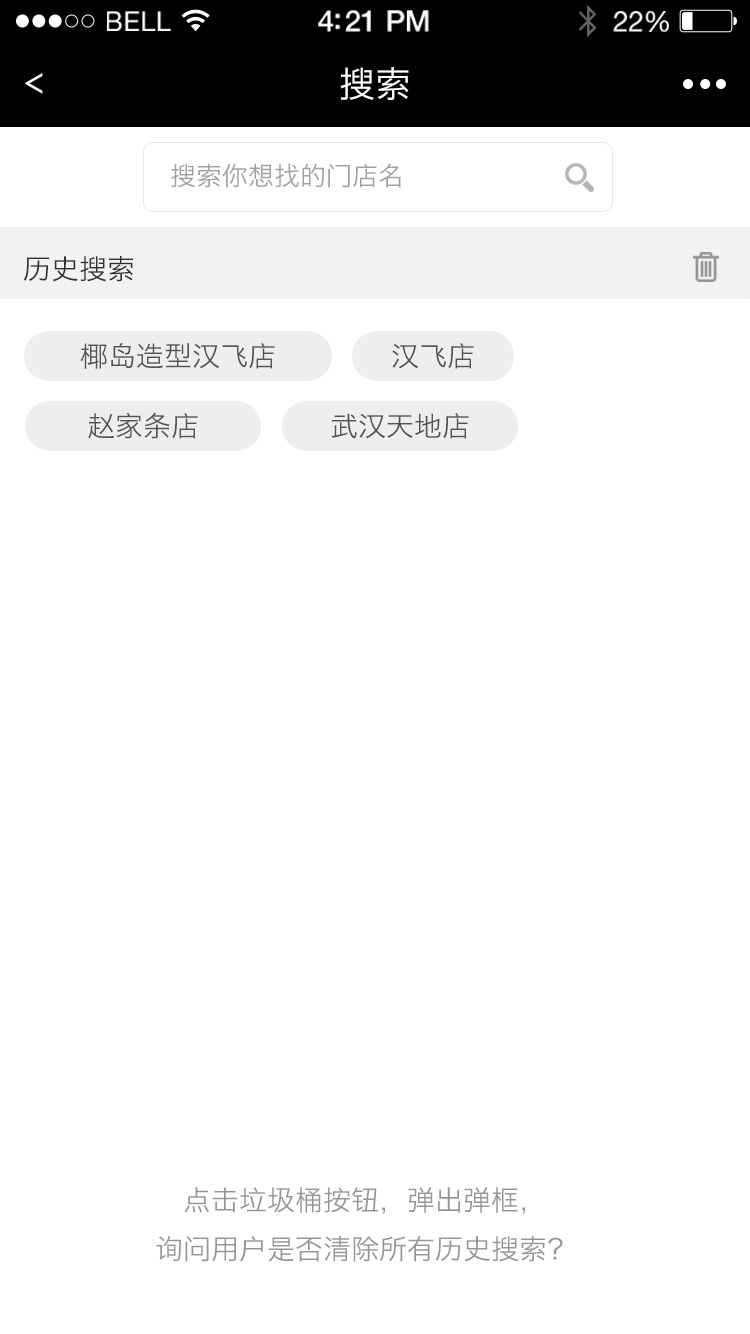 BELL 4:21 PM 22%
< 搜索
搜索你想找的门店名
历史搜索
椰岛造型汉飞店 汉飞店
赵家条店 武汉天地店
点击垃圾桶按钮，弹出弹框，
询问用户是否清除所有历史搜索？